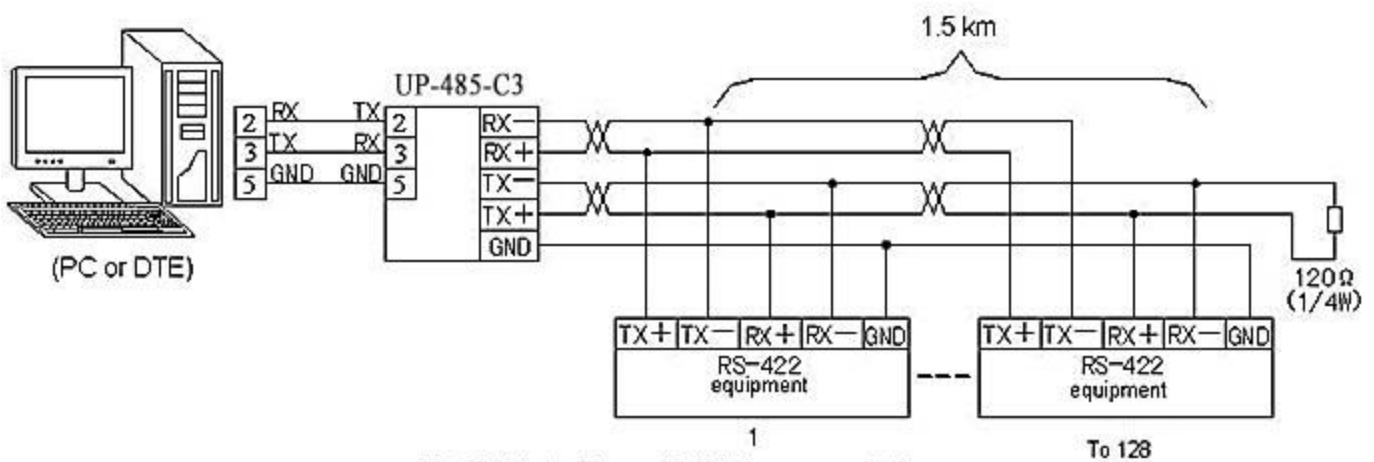 1.5 km
UP-485-C3
2 RX TX 2 RX-
3 TX RX 3 RX+
5 GND GND 5 TX-
TX+
GND
(PC or DTE)
120Ω
(1/4W)
TX+ TX- RX+ RX- GND
RS-422
equipment
1
TX+ TX- RX+ RX- GND
RS-422
equipment
To 128